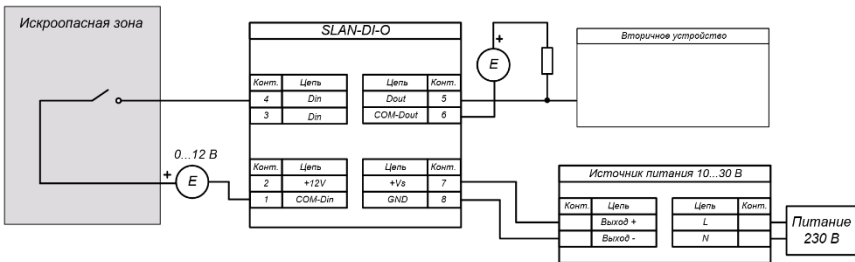 Искроопасная зона
SLAN-DI-O
Конт. Цепь
4 Din
3 Din
Цепь Конт.
Dout 5
COM-Dout 6
+
E
Вторичное устройство
0...12 В
+
E
Конт. Цепь
2 +12V
1 COM-Din
Цепь Конт.
+Vs 7
GND 8
Источник питания 10...30 В
Конт. Цепь
Выход +
Выход -
Цепь Конт.
L
N
Питание
230 В